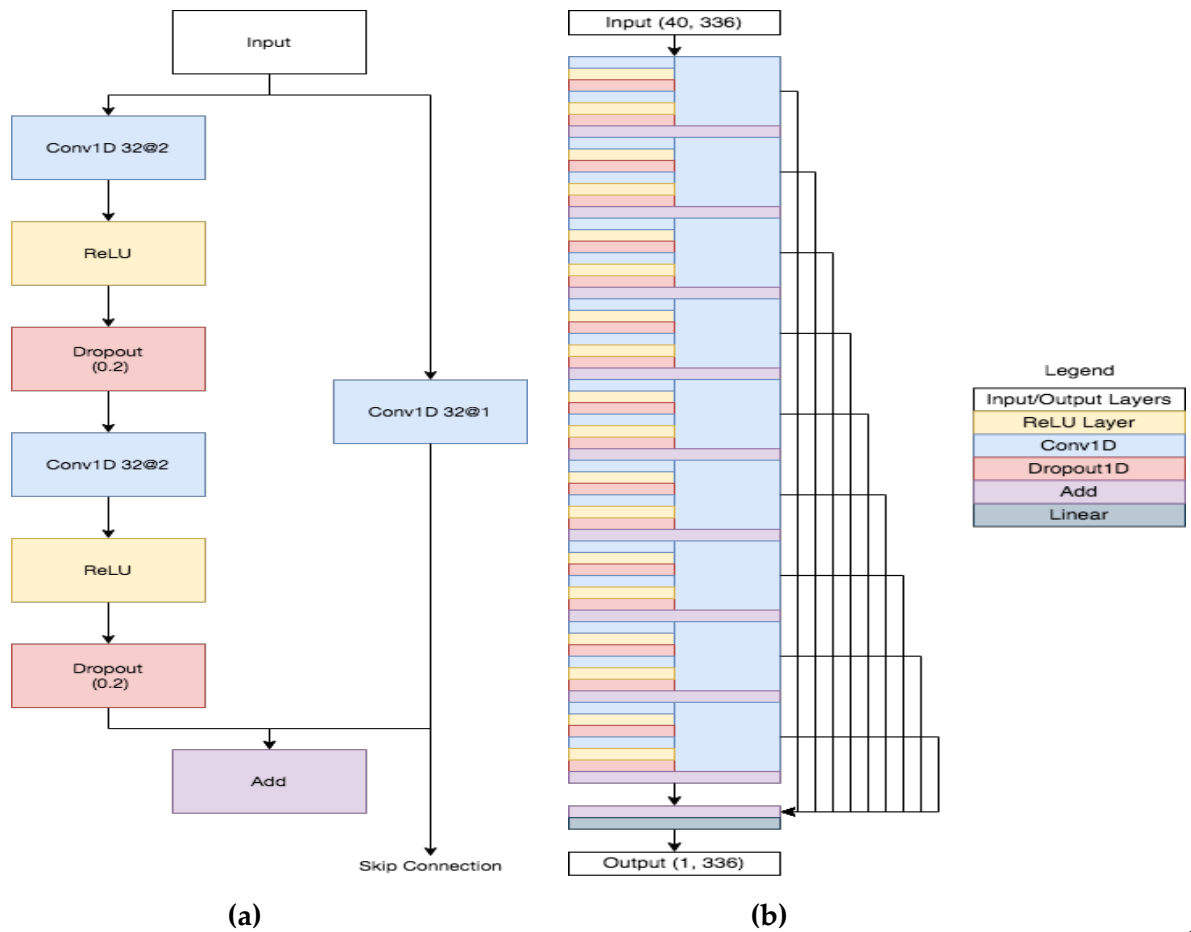 Input
Conv1D 32@2
ReLU
Dropout
(0.2)
Conv1D 32@1
Conv1D 32@2
ReLU
Dropout
(0.2)
Add
Skip Connection
(a)
Input (40, 336)
Output (1, 336)
(b)
Legend
Input/Output Layers
ReLU Layer
Conv1D
Dropout1D
Add
Linear